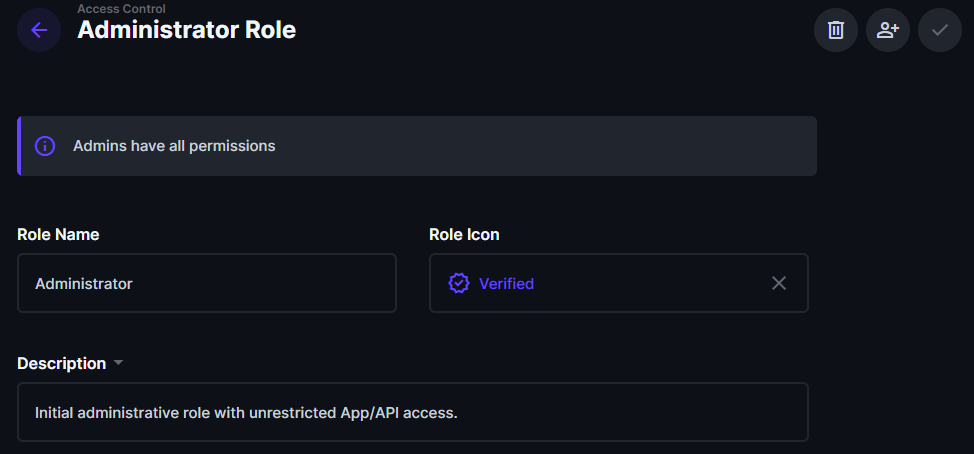 Access Control
Administrator Role
Admins have all permissions
Role Name
Role Icon
Administrator
Verified
Description
Initial administrative role with unrestricted App/API access.